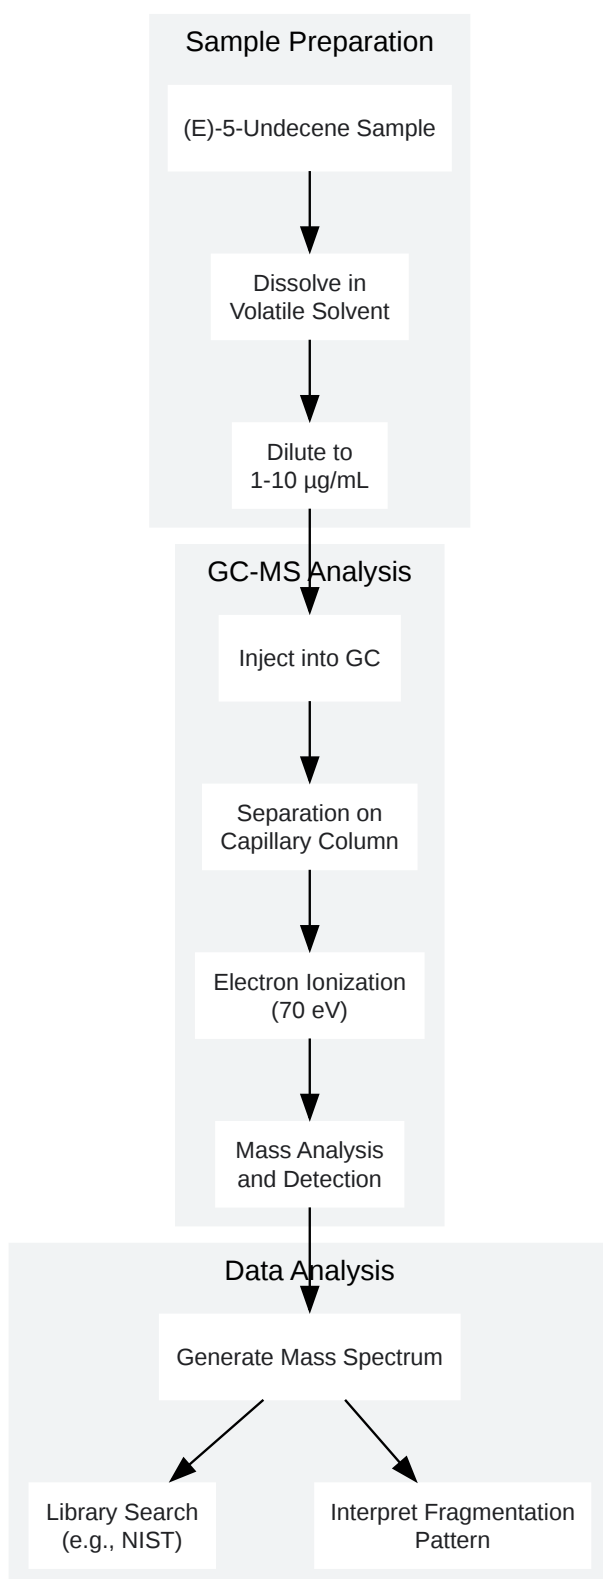 Sample Preparation
(E)-5-Undecene Sample
Dissolve in
Volatile Solvent
Dilute to
1-10 µg/mL
GC-MS Analysis
Inject into GC
Separation on
Capillary Column
Electron Ionization
(70 eV)
Mass Analysis
and Detection
Data Analysis
Generate Mass Spectrum
Library Search
(e.g., NIST)
Interpret Fragmentation
Pattern